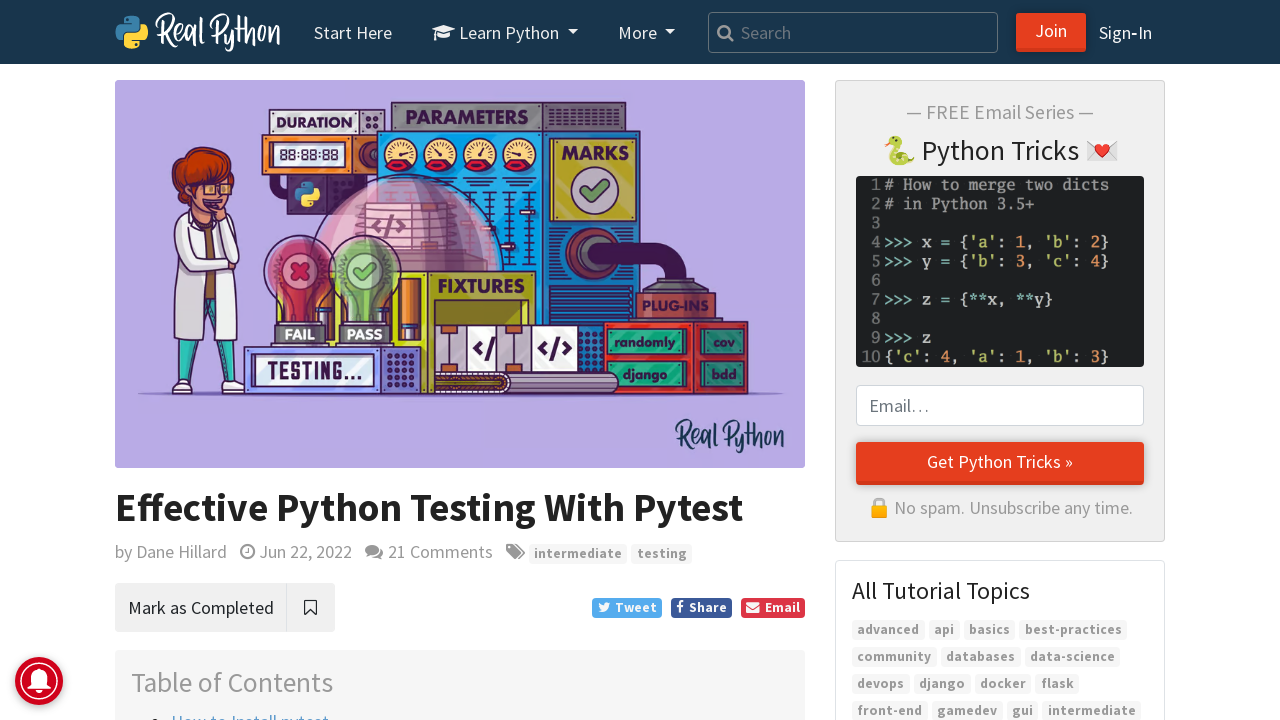 Real Python
Start Here
Learn Python
More
Search
Join
Sign-In
DURATION
88:88:88
PARAMETERS
MARKS
</>
FIXTURES
PLUG-INS
FAIL
PASS
TESTING...
</>
</>
randomly
cov
django
bdd
Real Python
Effective Python Testing With Pytest
by Dane Hillard Jun 22, 2022 21 Comments intermediate testing
Mark as Completed
Tweet Share Email
Table of Contents
How to Install pytest
— FREE Email Series —
🐍 Python Tricks 💌
1 # How to merge two dicts
2 # in Python 3.5+
3
4 >>> x = {'a': 1, 'b': 2}
5 >>> y = {'b': 3, 'c': 4}
6
7 >>> z = {**x, **y}
8
9 >>> z
10 {'c': 4, 'a': 1, 'b': 3}
Email…
Get Python Tricks »
🔒 No spam. Unsubscribe any time.
All Tutorial Topics
advanced api basics best-practices
community databases data-science
devops django docker flask
front-end gamedev gui intermediate